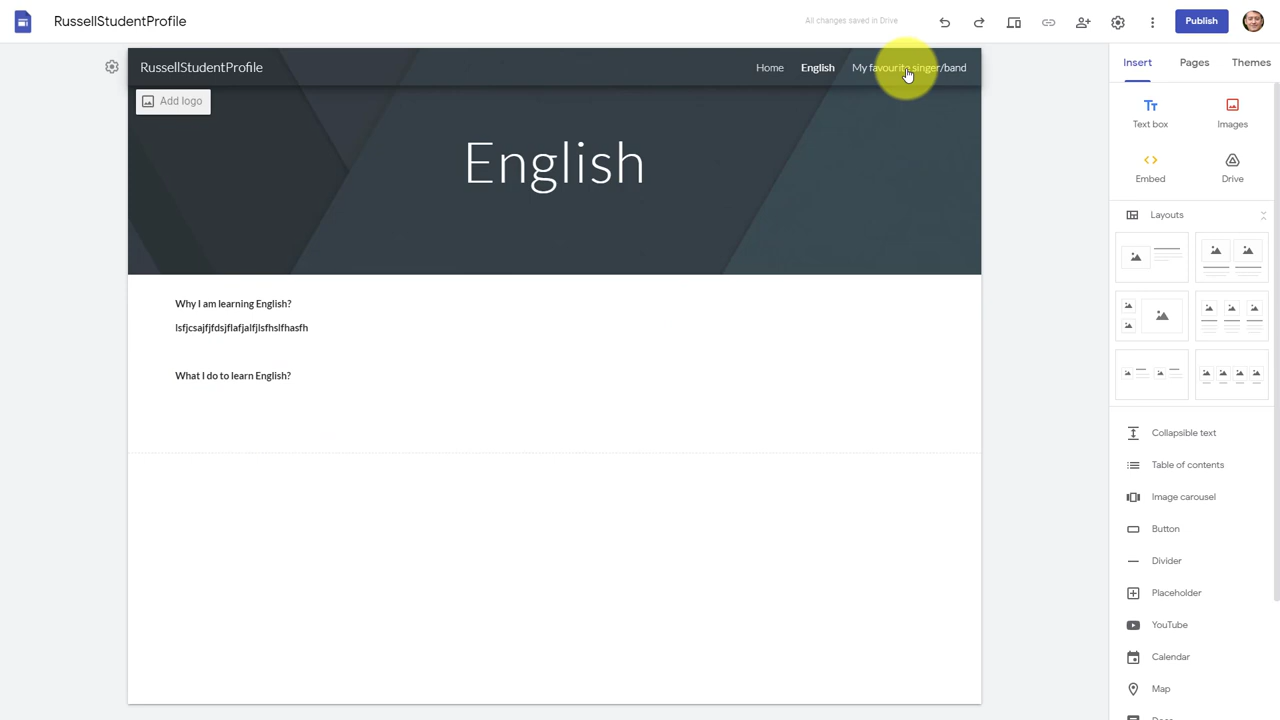 RussellStudentProfile
All changes saved in Drive
Publish
RussellStudentProfile
Home
English
My favourite singer/band
Add logo
English
Why I am learning English?
lsfjcsajfjfdsjflafjalfjlsfhslfhasfh
What I do to learn English?
Insert
Pages
Themes
Text box
Images
Embed
Drive
Layouts
Collapsible text
Table of contents
Image carousel
Button
Divider
Placeholder
YouTube
Calendar
Map